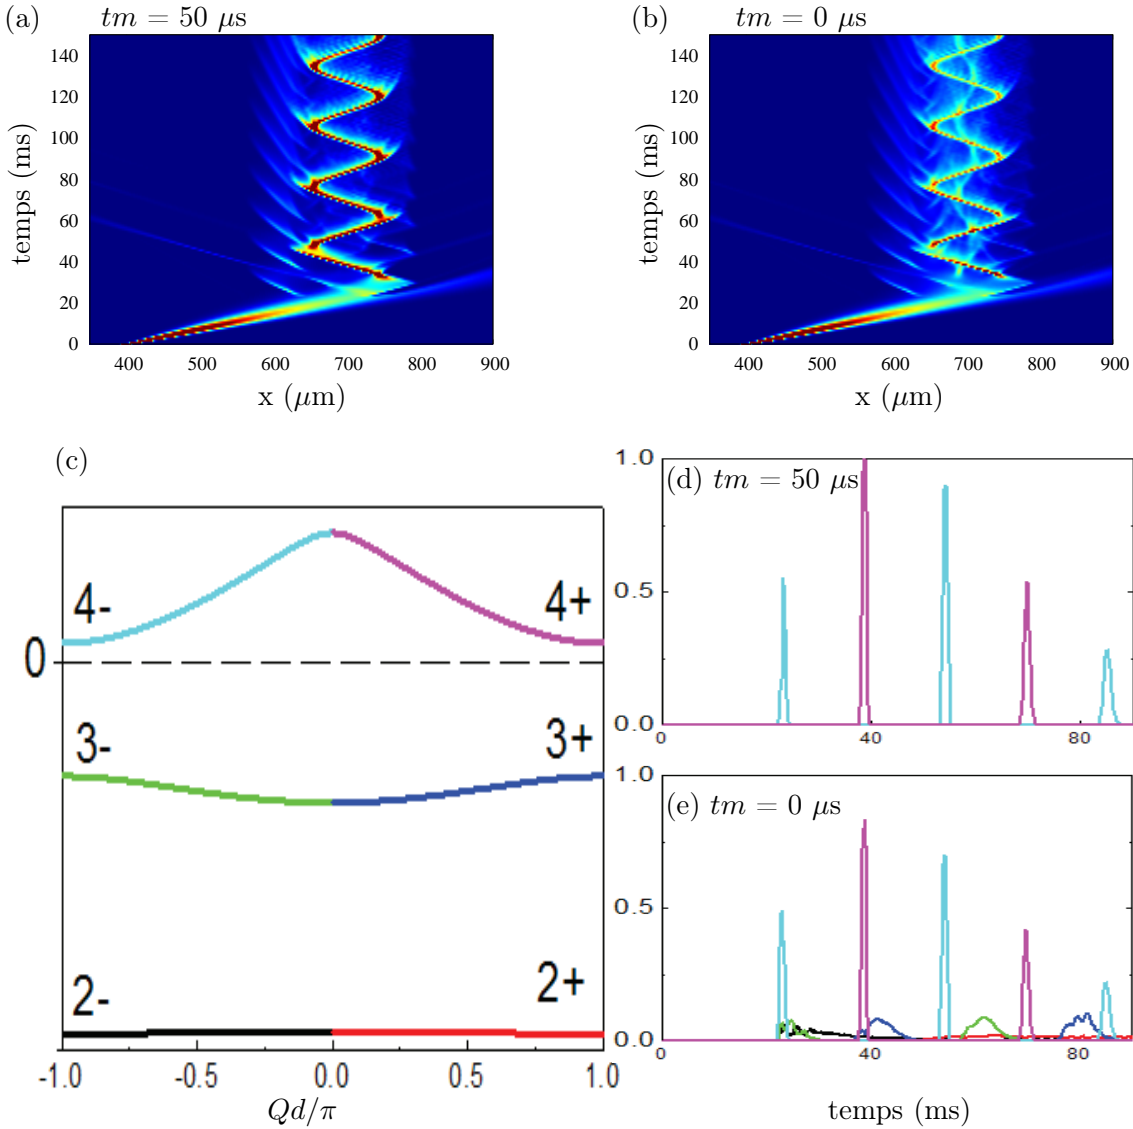 (a) tm = 50 μs
(b) tm = 0 μs
140
120
100
80
60
40
20
0
temps (ms)
400 500 600 700 800 900
x (μm)
140
120
100
80
60
40
20
0
temps (ms)
400 500 600 700 800 900
x (μm)
(c)
4- 4+
0
3- 3+
2- 2+
-1.0 -0.5 0.0 0.5 1.0
Qd/π
(d) tm = 50 μs
1.0
0.5
0.0
0 40 80
(e) tm = 0 μs
1.0
0.5
0.0
0 40 80
temps (ms)